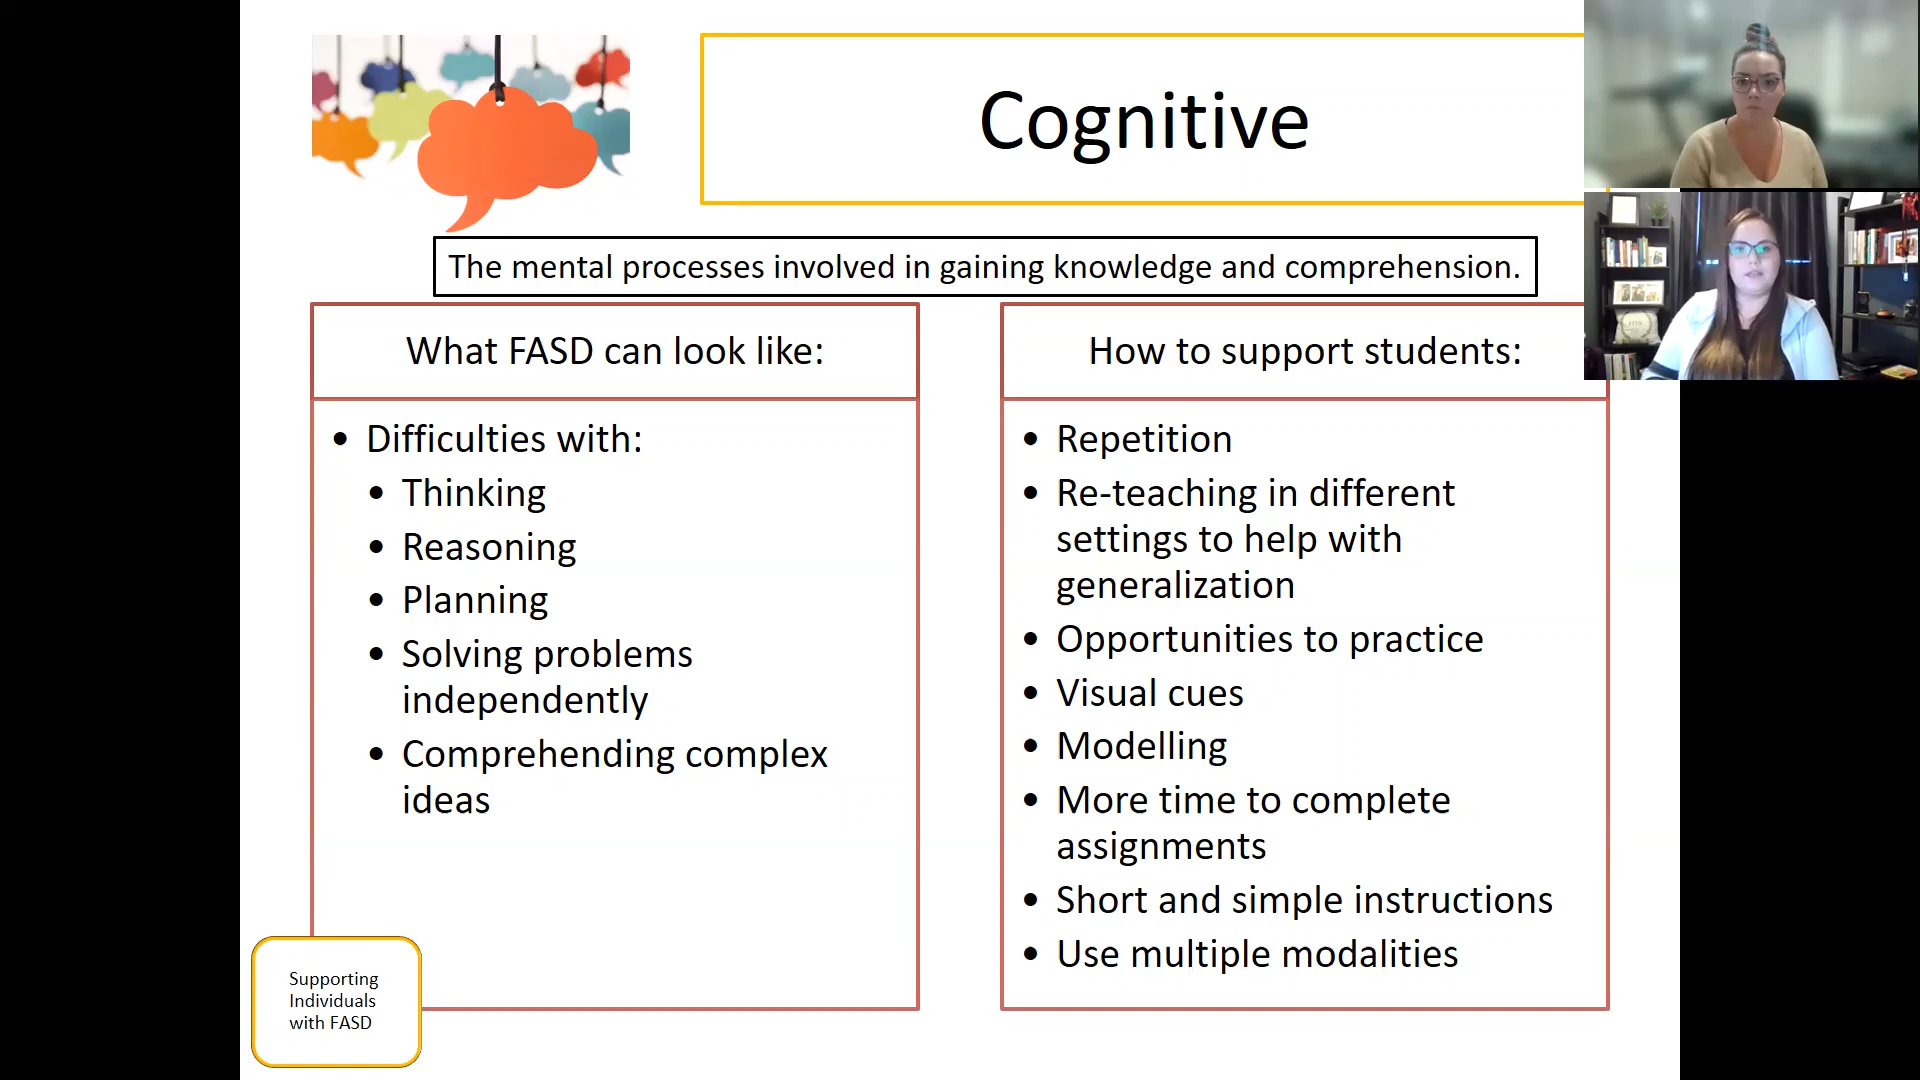 Cognitive
The mental processes involved in gaining knowledge and comprehension.
What FASD can look like:
• Difficulties with:
• Thinking
• Reasoning
• Planning
• Solving problems
independently
• Comprehending complex
ideas
How to support students:
• Repetition
• Re-teaching in different
settings to help with
generalization
• Opportunities to practice
• Visual cues
• Modelling
• More time to complete
assignments
• Short and simple instructions
• Use multiple modalities
Supporting
Individuals
with FASD